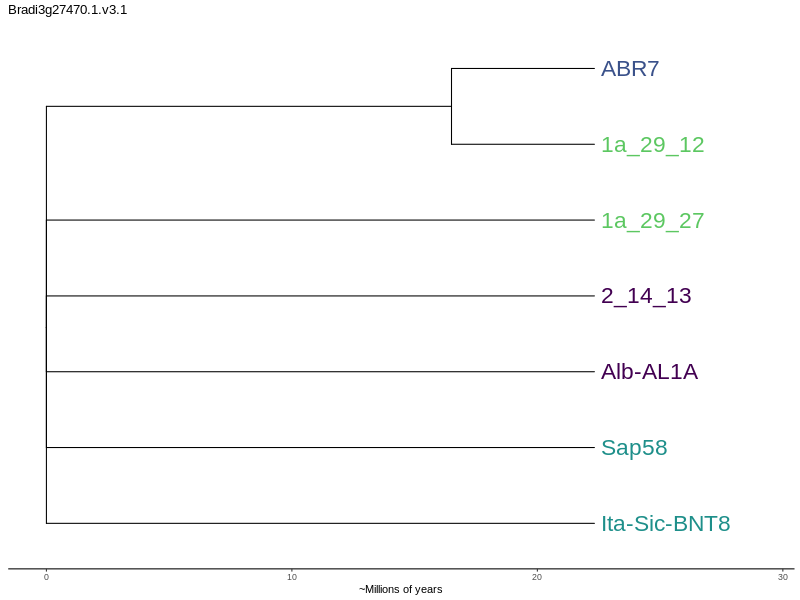 Bradi3g27470.1.v3.1
ABR7
1a_29_12
1a_29_27
2_14_13
Alb-AL1A
Sap58
Ita-Sic-BNT8
0 10 20 30
~Millions of years